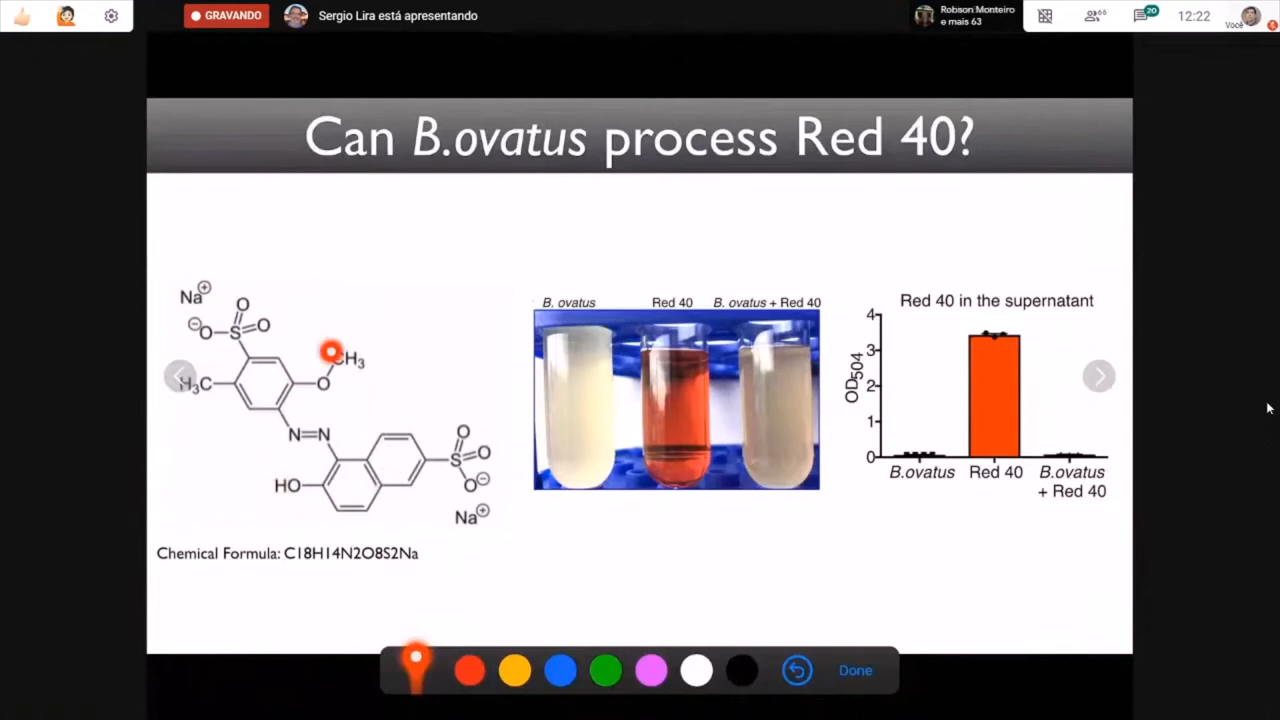 GRAVANDO
Sergio Lira está apresentando
Robson Monteiro
e mais 63
66
20
12:22
Você
Can B.ovatus process Red 40?
Na⊕
O
⊖O
S
O
CH3
H3C
O
N=N
O
S
O
HO
O⊖
Na⊕
Chemical Formula: C18H14N2O8S2Na
B. ovatus
Red 40
B. ovatus + Red 40
Red 40 in the supernatant
4
3
2
1
0
OD504
B.ovatus
Red 40
B.ovatus
+ Red 40
Done